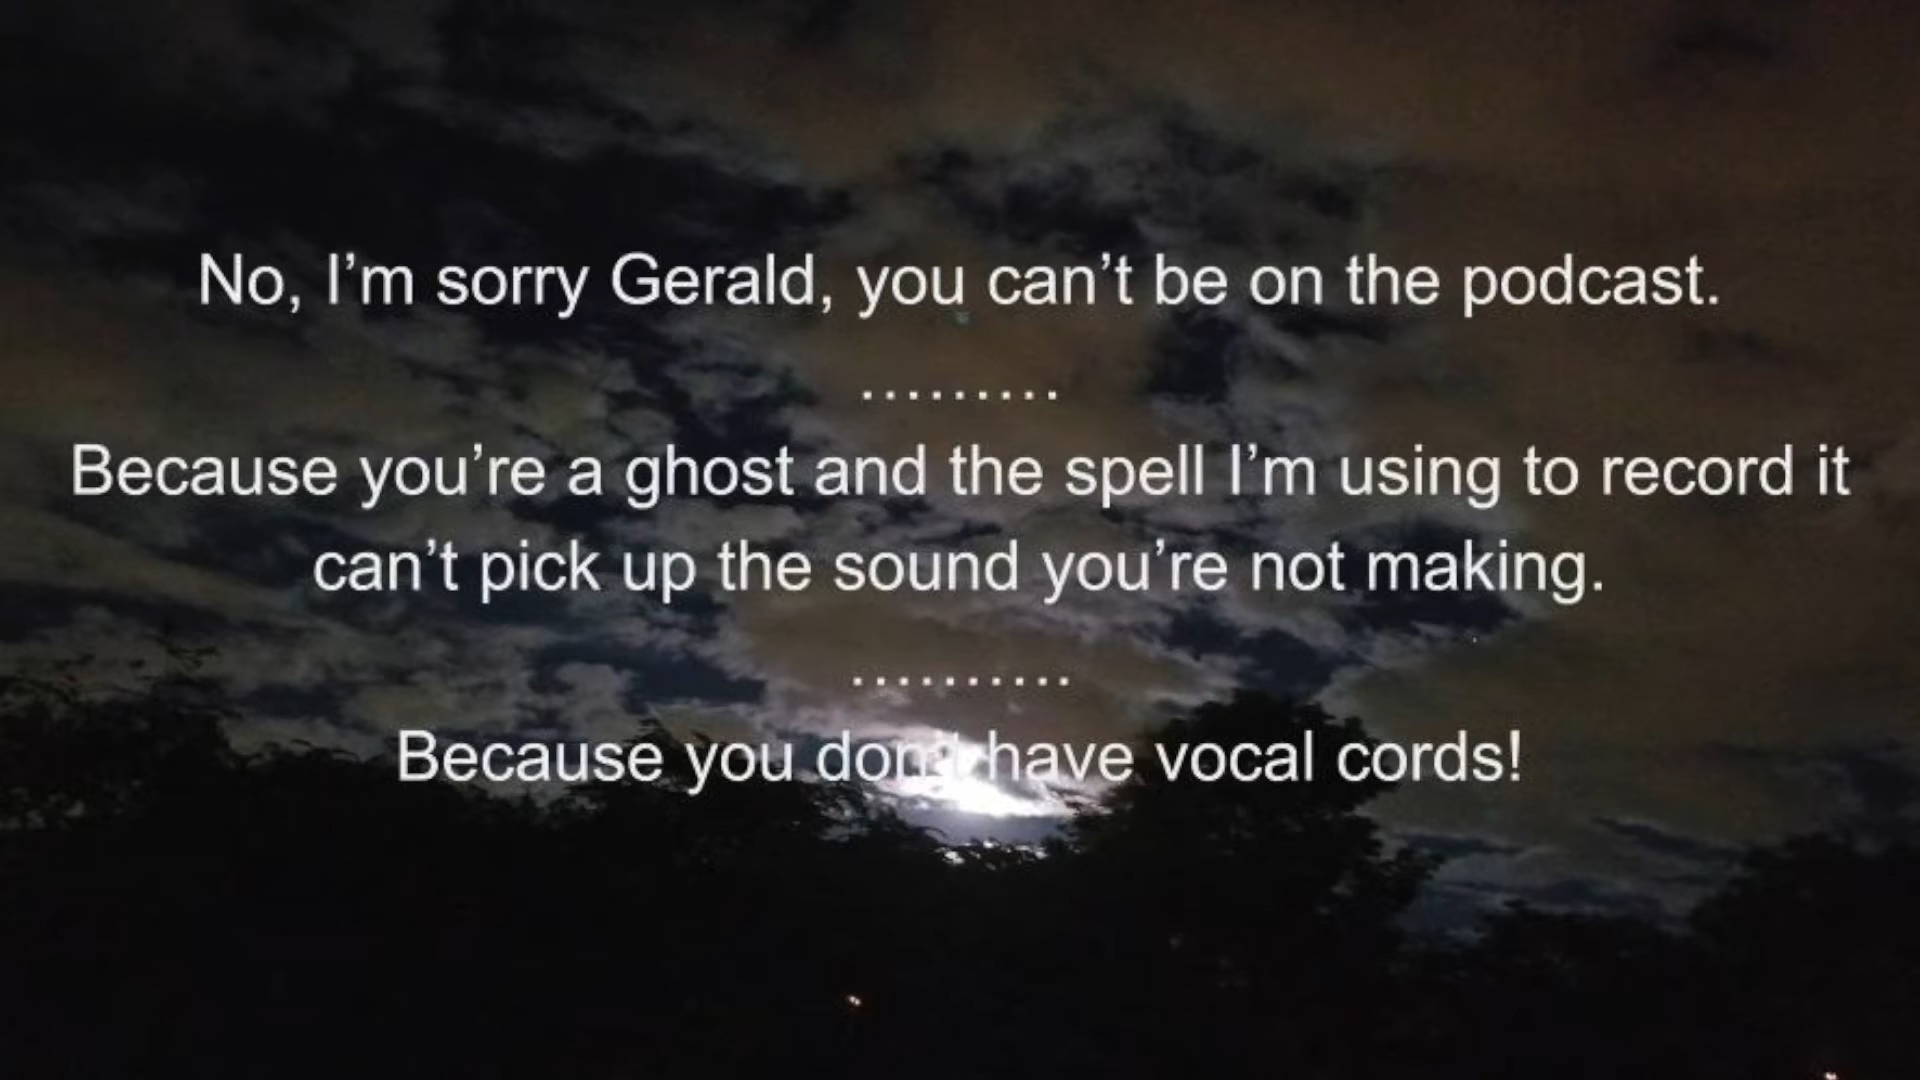 No, I’m sorry Gerald, you can’t be on the podcast.
.........
Because you’re a ghost and the spell I’m using to record it
can’t pick up the sound you’re not making.
..........
Because you don’t have vocal cords!